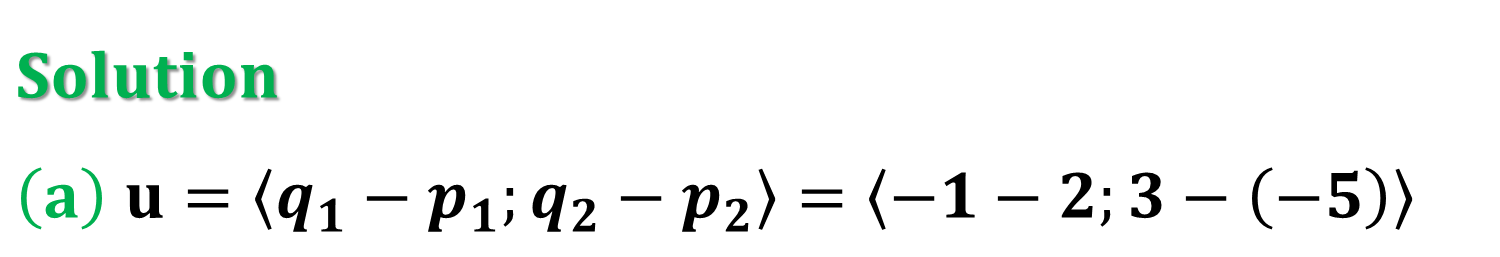 Solution
(a) u = ⟨q₁ − p₁; q₂ − p₂⟩ = ⟨−1 − 2; 3 − (−5)⟩